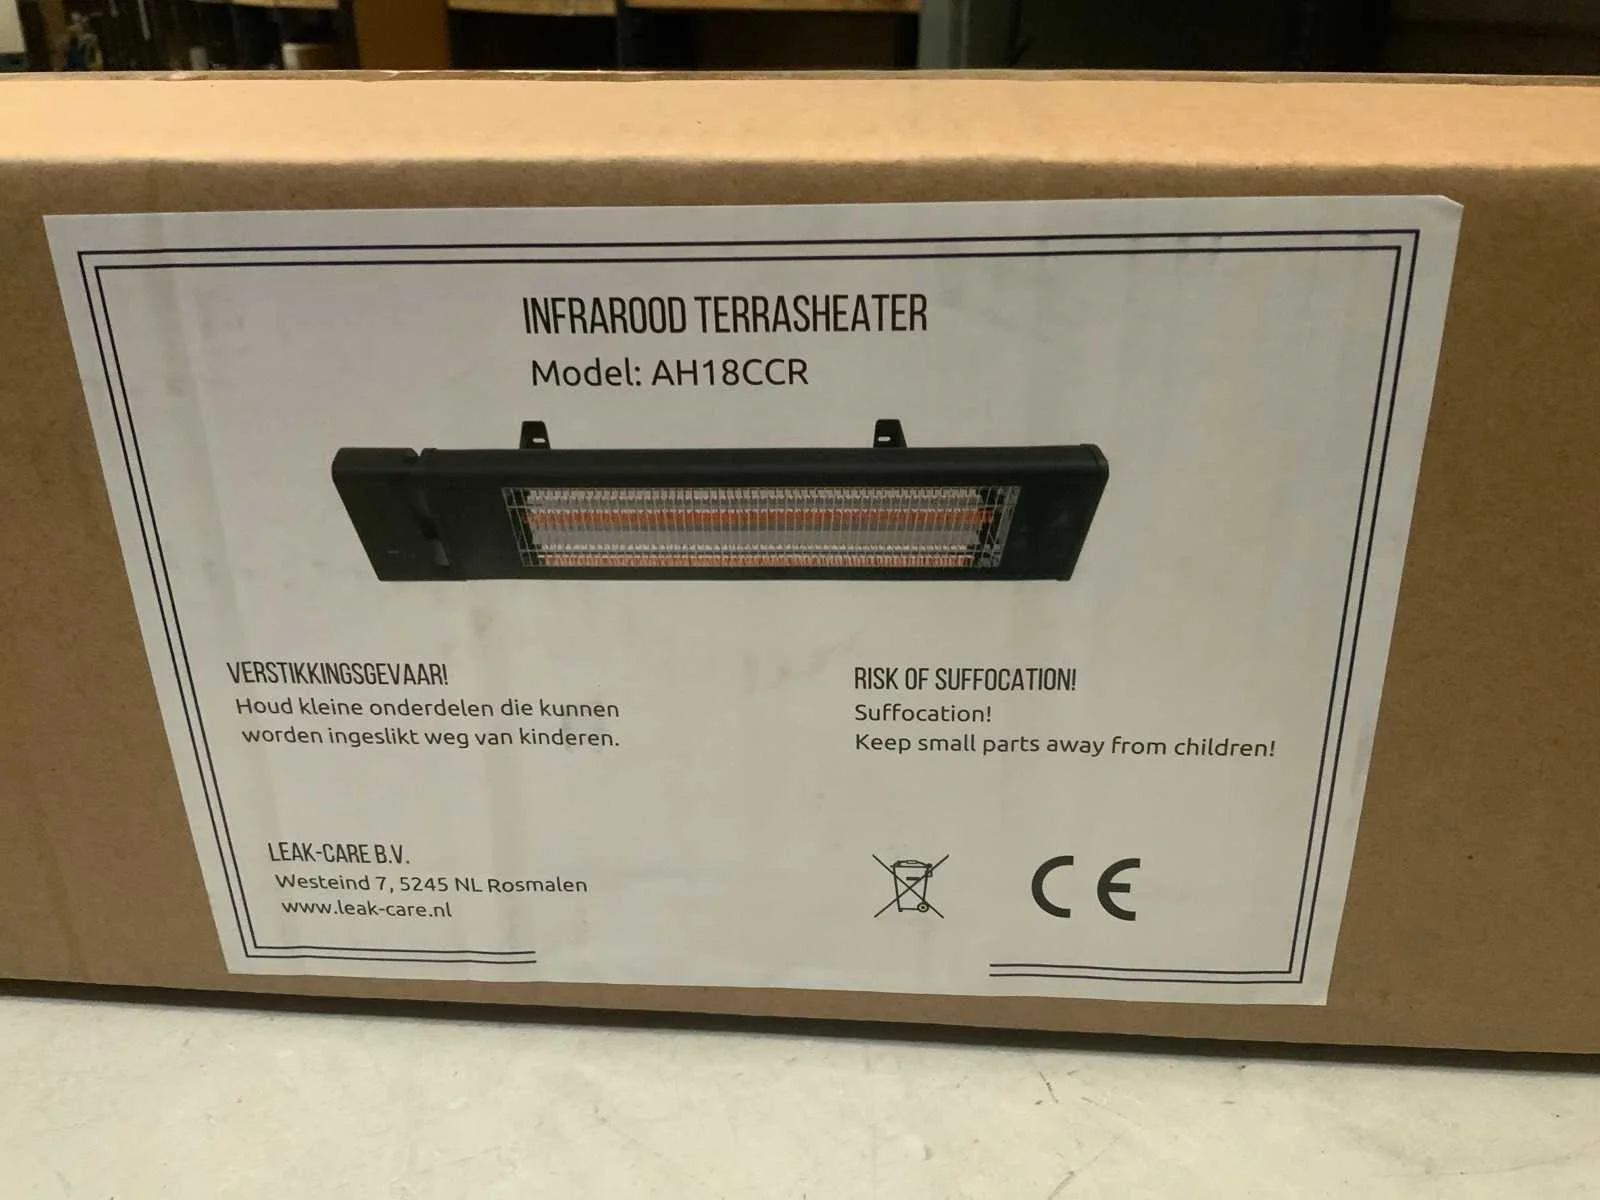 INFRAROOD TERRASHEATER
Model: AH18CCR
VERSTIKKINGSGEVAAR!
Houd kleine onderdelen die kunnen
worden ingeslikt weg van kinderen.
RISK OF SUFFOCATION!
Suffocation!
Keep small parts away from children!
LEAK-CARE B.V.
Westeind 7, 5245 NL Rosmalen
www.leak-care.nl
CE